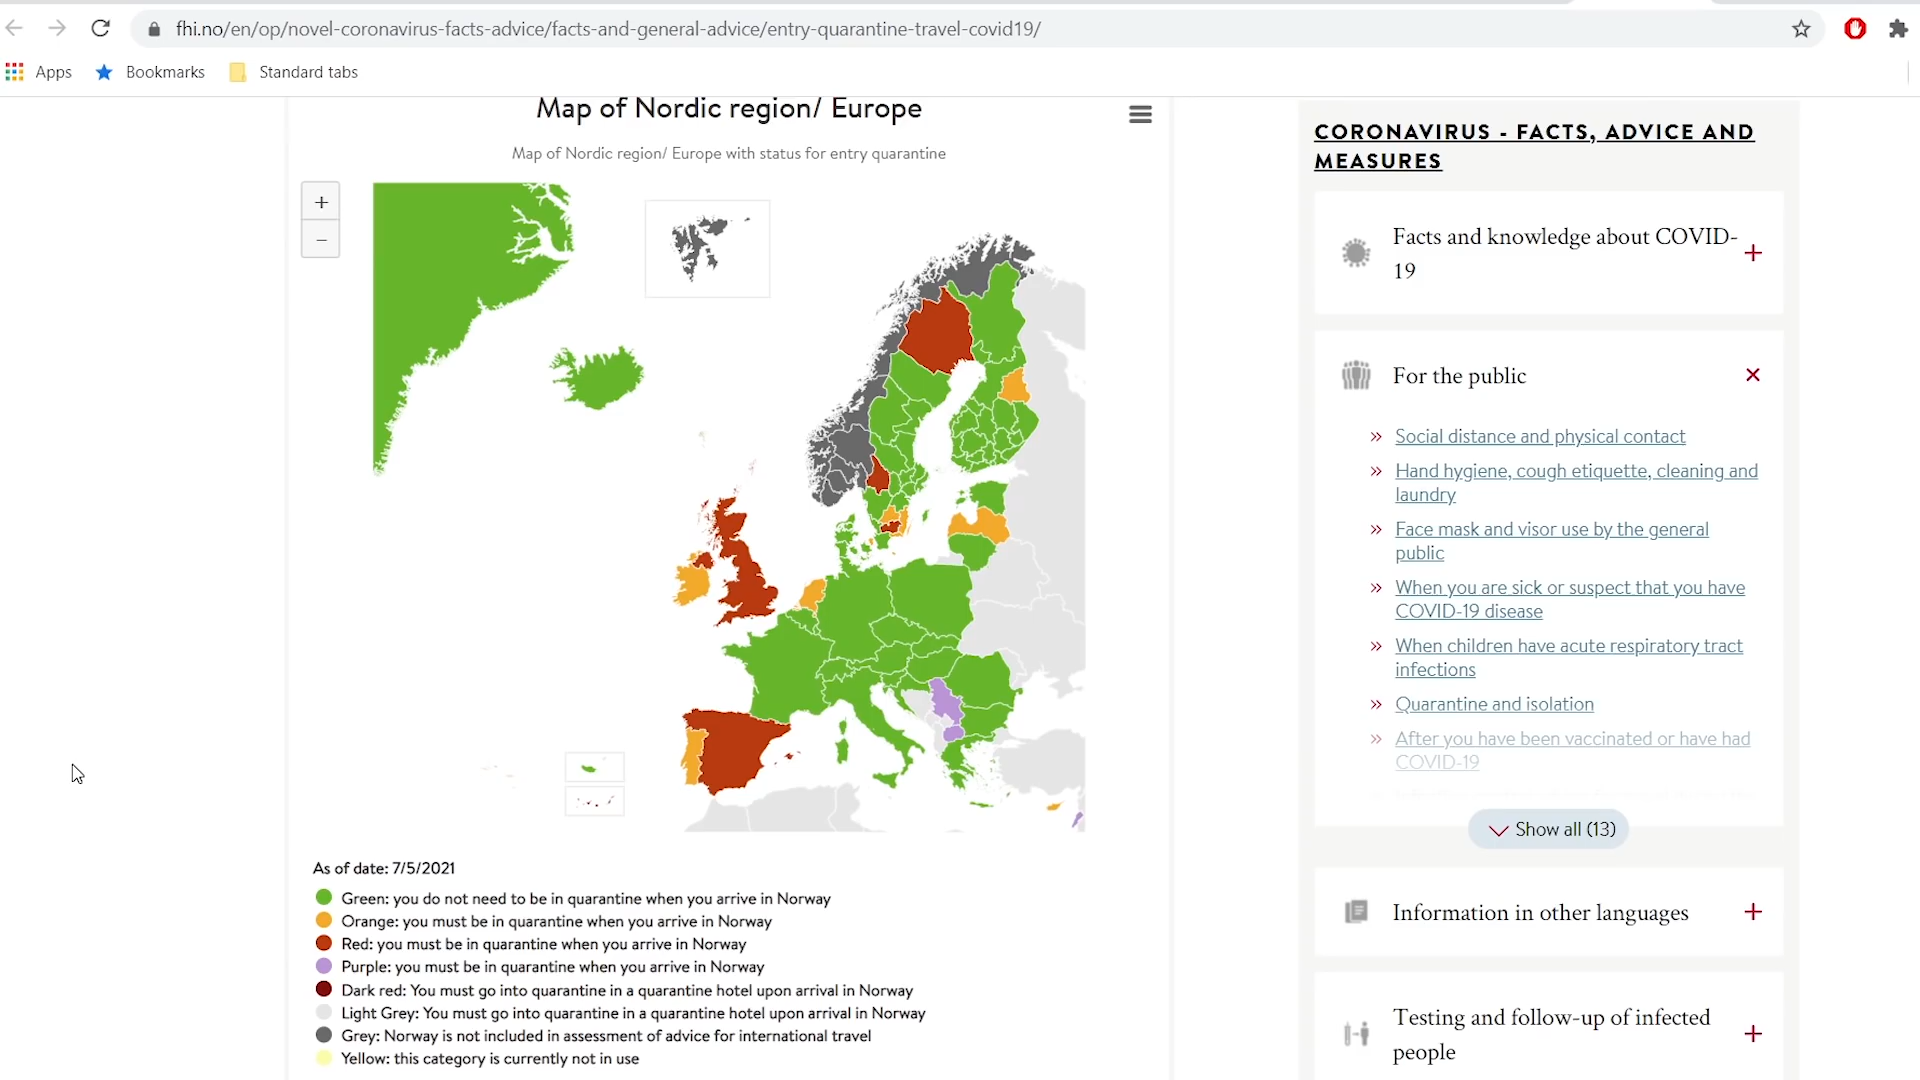 fhi.no/en/op/novel-coronavirus-facts-advice/facts-and-general-advice/entry-quarantine-travel-covid19/
Apps
Bookmarks
Standard tabs
Map of Nordic region/ Europe
Map of Nordic region/ Europe with status for entry quarantine
+
–
As of date: 7/5/2021
Green: you do not need to be in quarantine when you arrive in Norway
Orange: you must be in quarantine when you arrive in Norway
Red: you must be in quarantine when you arrive in Norway
Purple: you must be in quarantine when you arrive in Norway
Dark red: You must go into quarantine in a quarantine hotel upon arrival in Norway
Light Grey: You must go into quarantine in a quarantine hotel upon arrival in Norway
Grey: Norway is not included in assessment of advice for international travel
Yellow: this category is currently not in use
CORONAVIRUS - FACTS, ADVICE AND
MEASURES
Facts and knowledge about COVID-
19
For the public
» Social distance and physical contact
» Hand hygiene, cough etiquette, cleaning and
laundry
» Face mask and visor use by the general
public
» When you are sick or suspect that you have
COVID-19 disease
» When children have acute respiratory tract
infections
» Quarantine and isolation
» After you have been vaccinated or have had
COVID-19
Show all (13)
Information in other languages
Testing and follow-up of infected
people